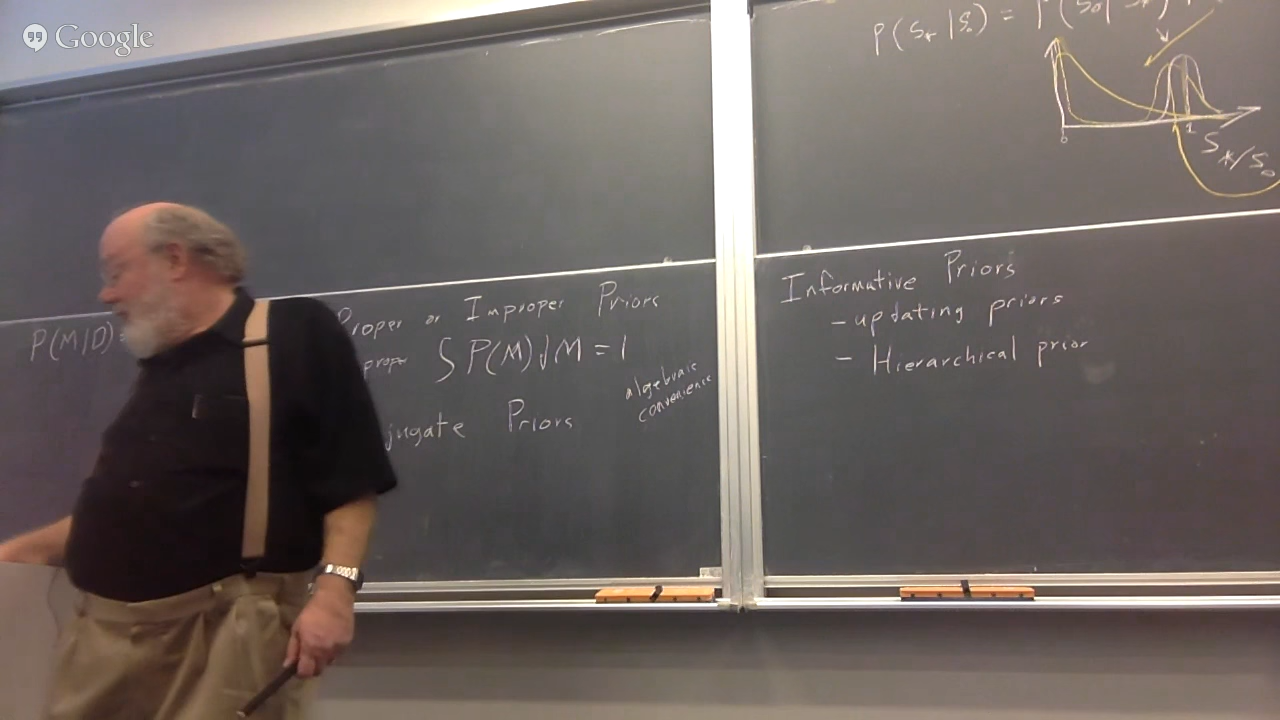 Google
P(M|D)=
Proper or Improper Priors
proper ∫ P(M) dM = 1
algebraic
convenience
jugate Priors
P(S* | S0) =
0
1
S*/S0
Informative Priors
- updating priors
- Hierarchical prior